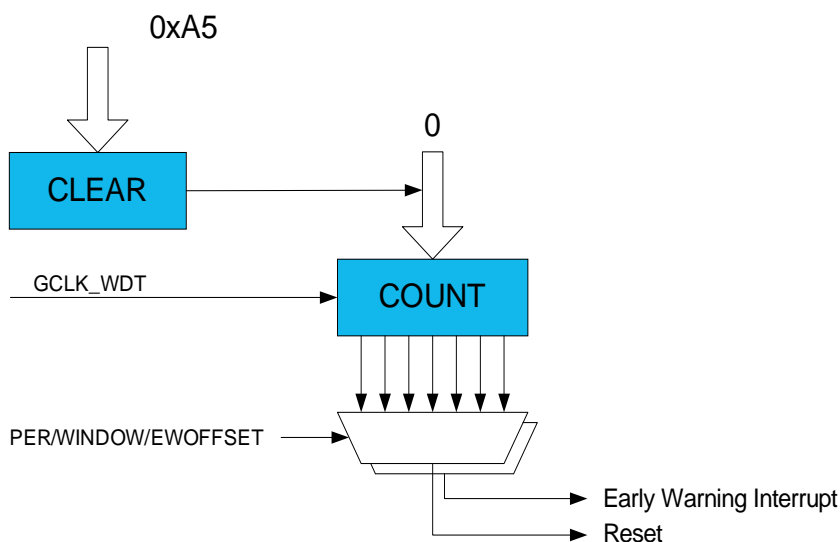 0xA5
0
CLEAR
GCLK_WDT
COUNT
PER/WINDOW/EWOFFSET
Early Warning Interrupt
Reset